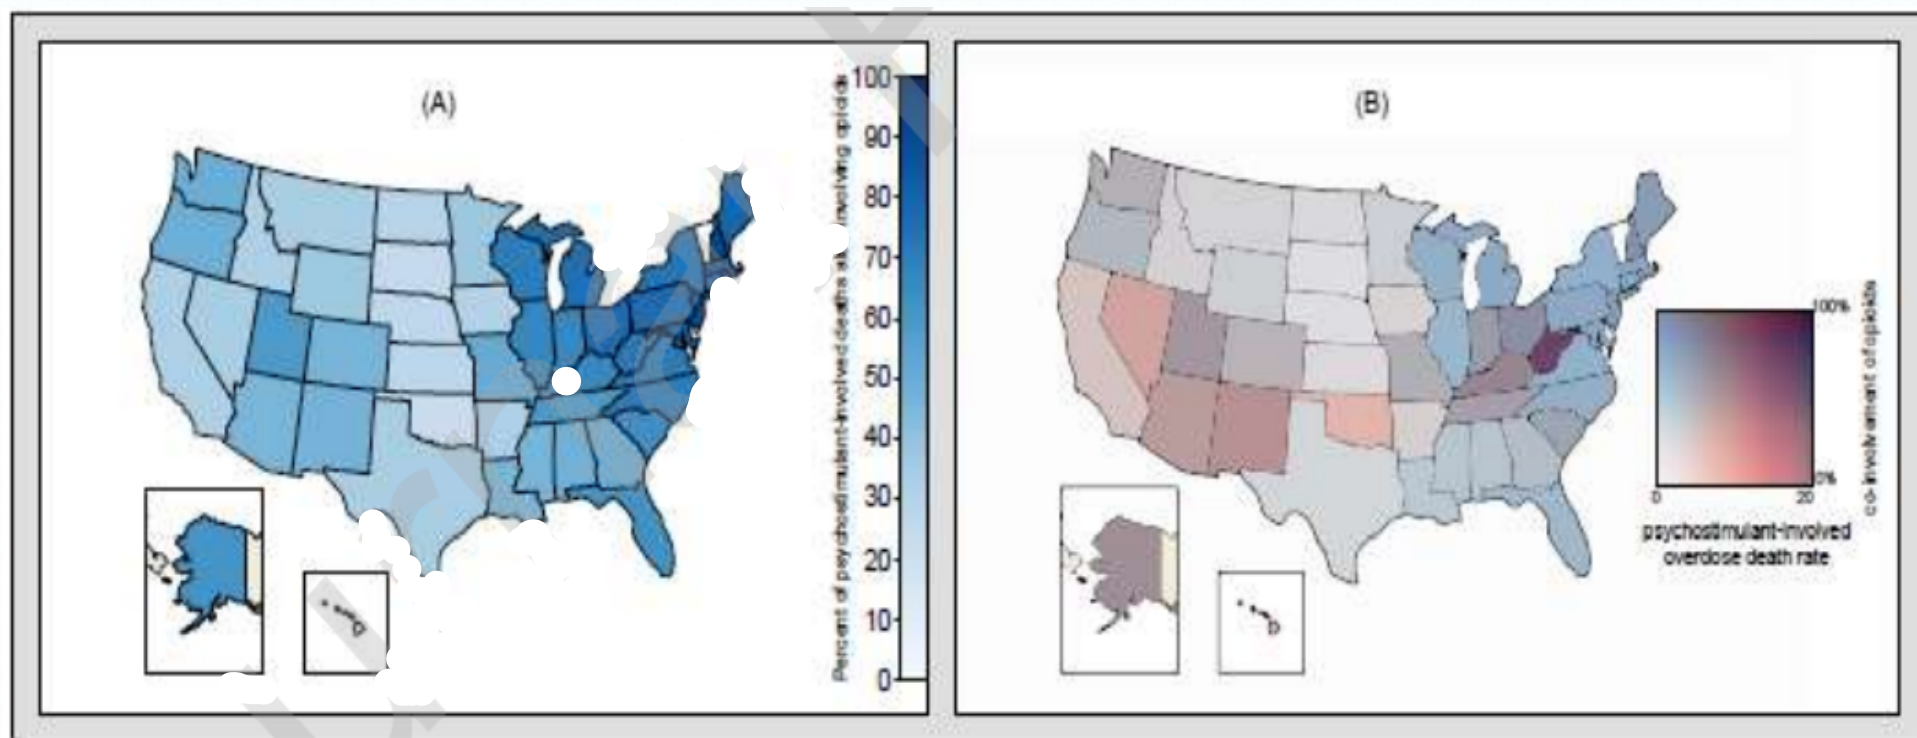 (A)
Percent of psychostimulant-involved deaths involving opioids
100
90
80
70
60
50
40
30
20
10
0
(B)
100%
0%
0
20
co-involvement of opioids
psychostimulant-involved
overdose death rate